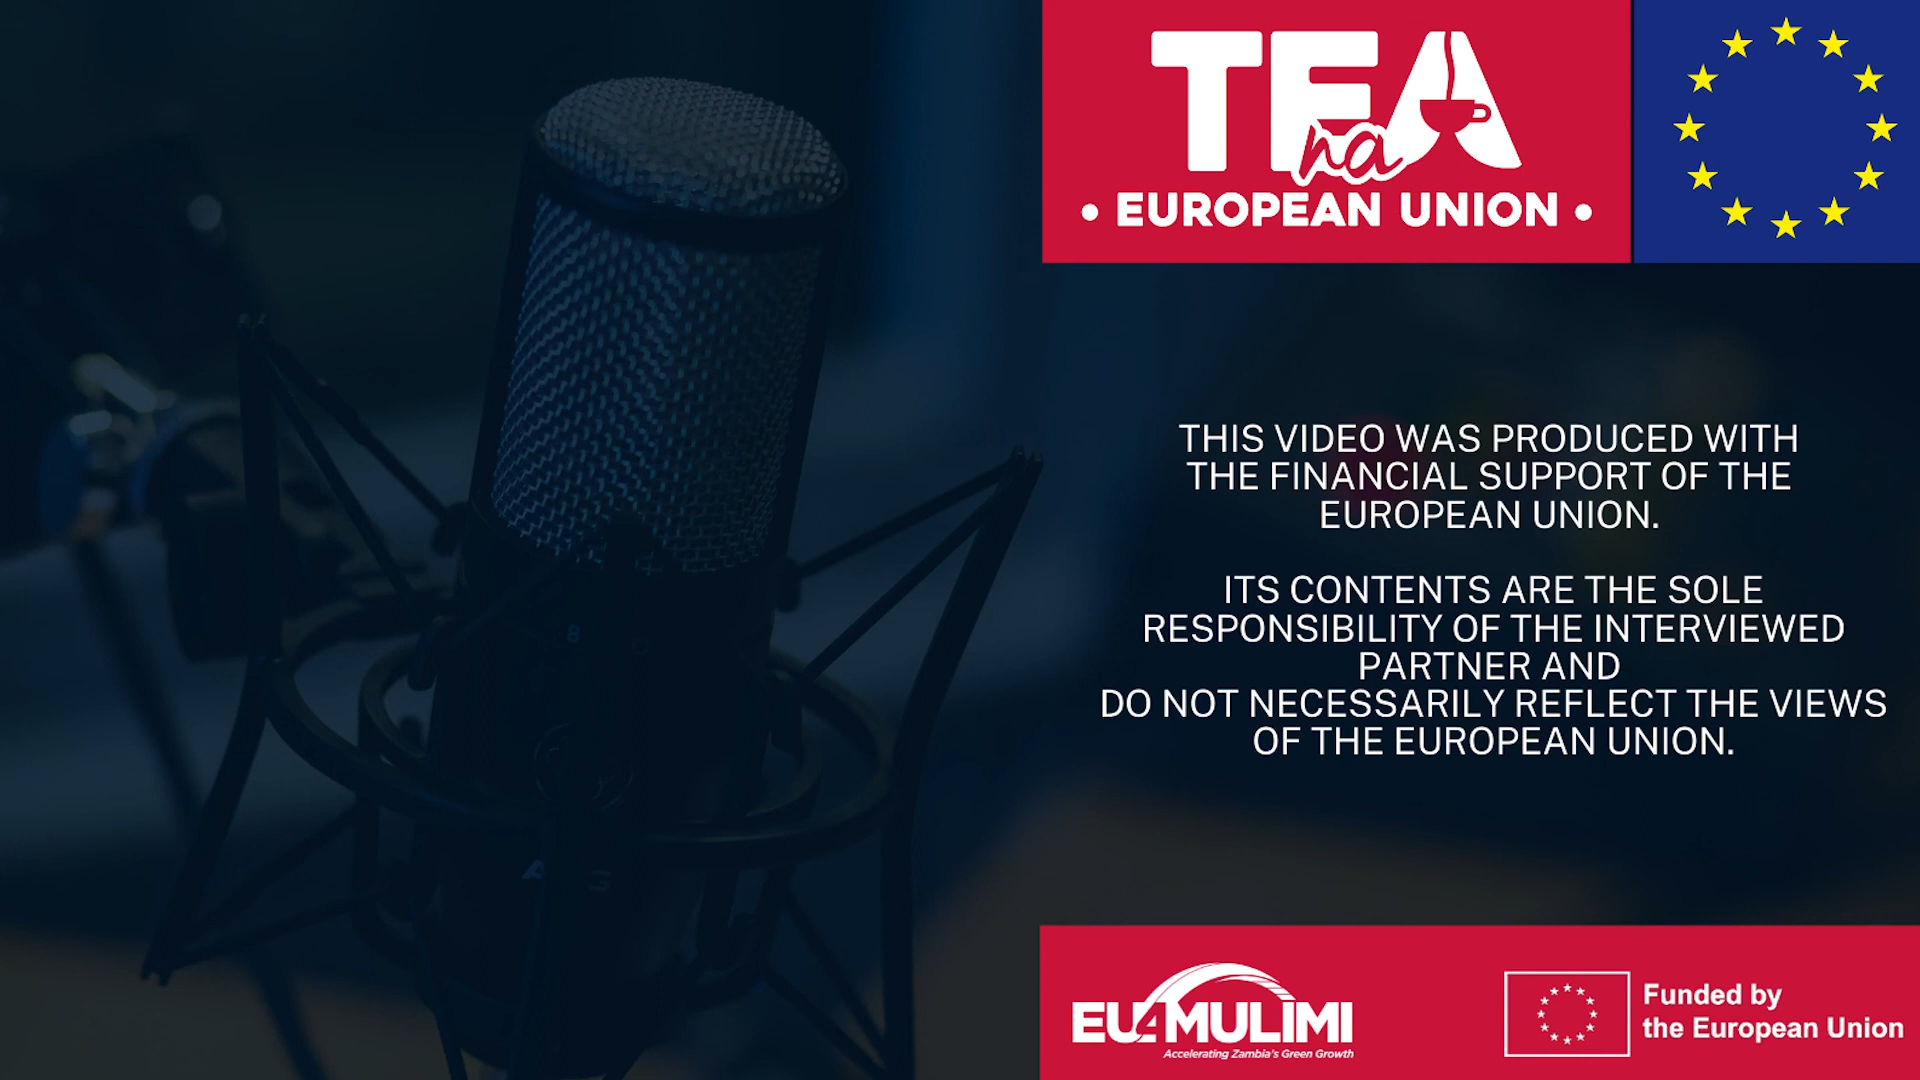 TEA
na
• EUROPEAN UNION •
THIS VIDEO WAS PRODUCED WITH
THE FINANCIAL SUPPORT OF THE
EUROPEAN UNION.
ITS CONTENTS ARE THE SOLE
RESPONSIBILITY OF THE INTERVIEWED
PARTNER AND
DO NOT NECESSARILY REFLECT THE VIEWS
OF THE EUROPEAN UNION.
EU4MULIMI
Accelerating Zambia's Green Growth
Funded by
the European Union